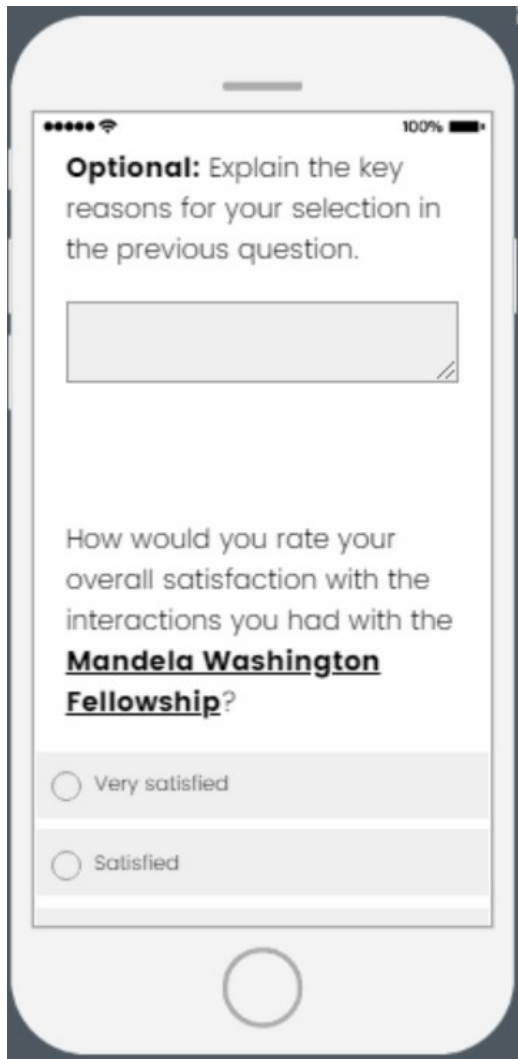 100%
Optional: Explain the key
reasons for your selection in
the previous question.
How would you rate your
overall satisfaction with the
interactions you had with the
Mandela Washington
Fellowship?
Very satisfied
Satisfied